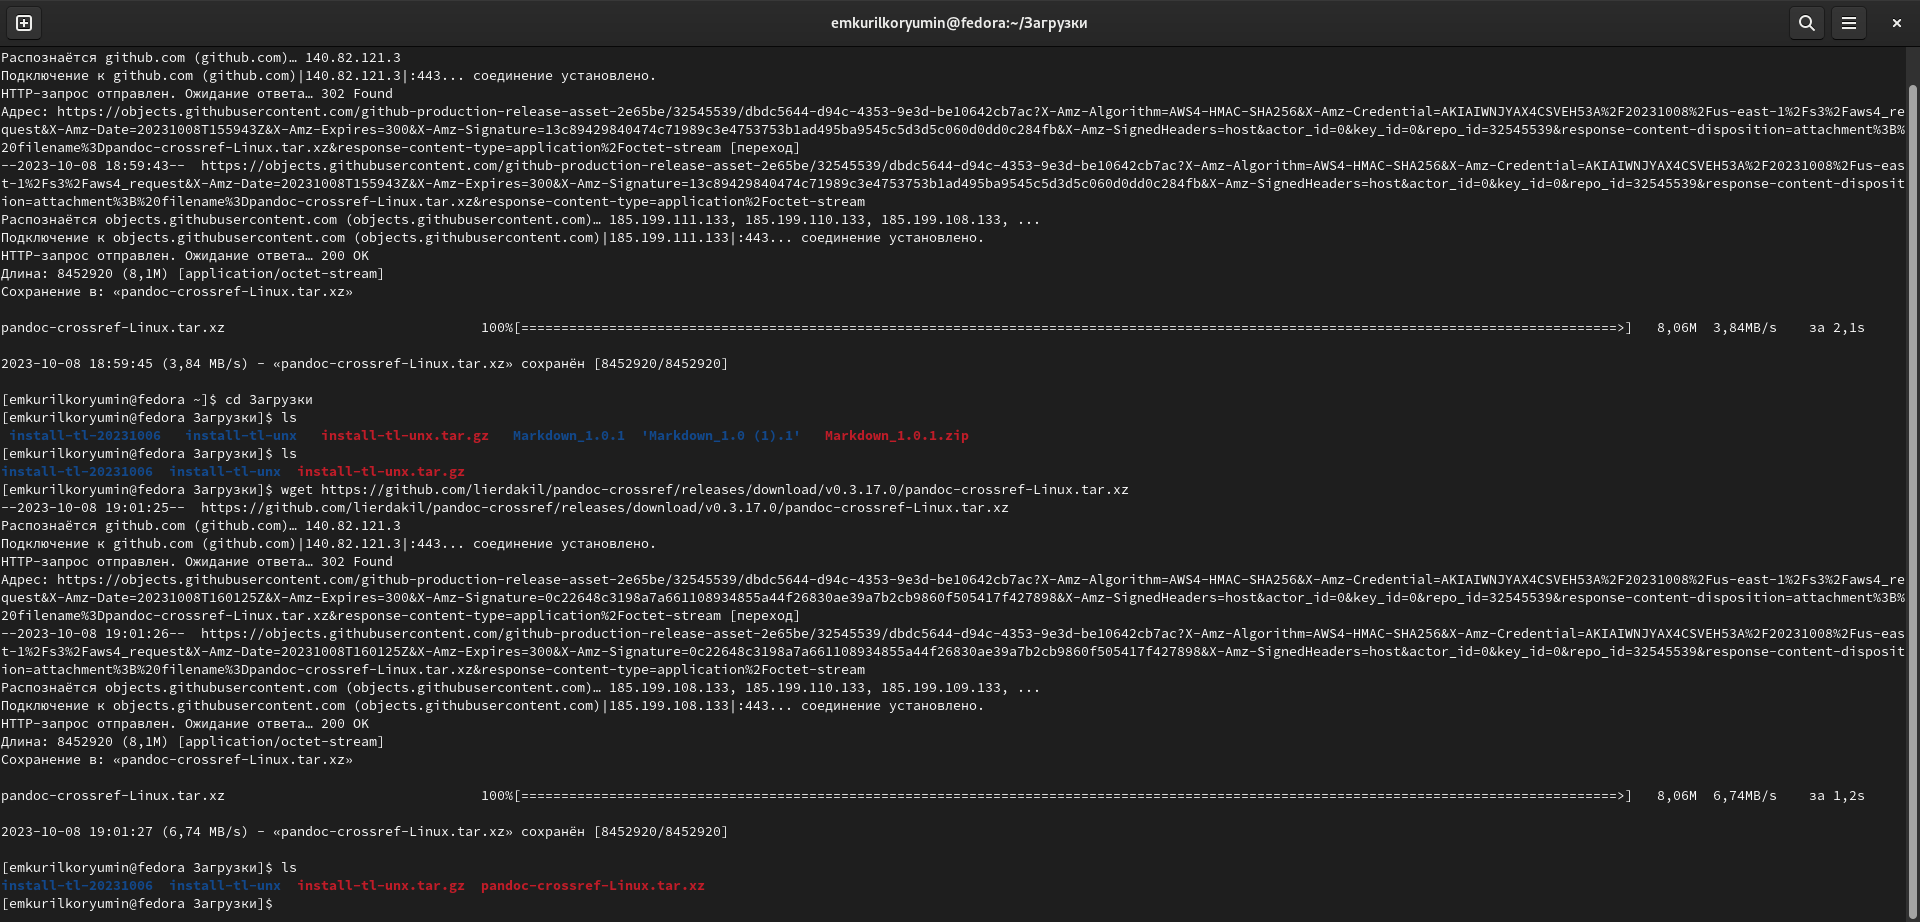 emkurilkoryumin@fedora:~/Загрузки
Распознаётся github.com (github.com)… 140.82.121.3
Подключение к github.com (github.com)|140.82.121.3|:443... соединение установлено.
HTTP-запрос отправлен. Ожидание ответа… 302 Found
Адрес: https://objects.githubusercontent.com/github-production-release-asset-2e65be/32545539/dbdc5644-d94c-4353-9e3d-be10642cb7ac?X-Amz-Algorithm=AWS4-HMAC-SHA256&X-Amz-Credential=AKIAIWNJYAX4CSVEH53A%2F20231008%2Fus-east-1%2Fs3%2Faws4_re
quest&X-Amz-Date=20231008T155943Z&X-Amz-Expires=300&X-Amz-Signature=13c89429840474c71989c3e4753753b1ad495ba9545c5d3d5c060d0dd0c284fb&X-Amz-SignedHeaders=host&actor_id=0&key_id=0&repo_id=32545539&response-content-disposition=attachment%3B%
20filename%3Dpandoc-crossref-Linux.tar.xz&response-content-type=application%2Foctet-stream [переход]
--2023-10-08 18:59:43--  https://objects.githubusercontent.com/github-production-release-asset-2e65be/32545539/dbdc5644-d94c-4353-9e3d-be10642cb7ac?X-Amz-Algorithm=AWS4-HMAC-SHA256&X-Amz-Credential=AKIAIWNJYAX4CSVEH53A%2F20231008%2Fus-eas
t-1%2Fs3%2Faws4_request&X-Amz-Date=20231008T155943Z&X-Amz-Expires=300&X-Amz-Signature=13c89429840474c71989c3e4753753b1ad495ba9545c5d3d5c060d0dd0c284fb&X-Amz-SignedHeaders=host&actor_id=0&key_id=0&repo_id=32545539&response-content-disposit
ion=attachment%3B%20filename%3Dpandoc-crossref-Linux.tar.xz&response-content-type=application%2Foctet-stream
Распознаётся objects.githubusercontent.com (objects.githubusercontent.com)… 185.199.111.133, 185.199.110.133, 185.199.108.133, ...
Подключение к objects.githubusercontent.com (objects.githubusercontent.com)|185.199.111.133|:443... соединение установлено.
HTTP-запрос отправлен. Ожидание ответа… 200 OK
Длина: 8452920 (8,1M) [application/octet-stream]
Сохранение в: «pandoc-crossref-Linux.tar.xz»
pandoc-crossref-Linux.tar.xz 100%[=========================================================================================================================================>] 8,06M 3,84MB/s за 2,1s
2023-10-08 18:59:45 (3,84 MB/s) - «pandoc-crossref-Linux.tar.xz» сохранён [8452920/8452920]
[emkurilkoryumin@fedora ~]$ cd Загрузки
[emkurilkoryumin@fedora Загрузки]$ ls
install-tl-20231006 install-tl-unx install-tl-unx.tar.gz Markdown_1.0.1 'Markdown_1.0 (1).1' Markdown_1.0.1.zip
[emkurilkoryumin@fedora Загрузки]$ ls
install-tl-20231006 install-tl-unx install-tl-unx.tar.gz
[emkurilkoryumin@fedora Загрузки]$ wget https://github.com/lierdakil/pandoc-crossref/releases/download/v0.3.17.0/pandoc-crossref-Linux.tar.xz
--2023-10-08 19:01:25--  https://github.com/lierdakil/pandoc-crossref/releases/download/v0.3.17.0/pandoc-crossref-Linux.tar.xz
Распознаётся github.com (github.com)… 140.82.121.3
Подключение к github.com (github.com)|140.82.121.3|:443... соединение установлено.
HTTP-запрос отправлен. Ожидание ответа… 302 Found
Адрес: https://objects.githubusercontent.com/github-production-release-asset-2e65be/32545539/dbdc5644-d94c-4353-9e3d-be10642cb7ac?X-Amz-Algorithm=AWS4-HMAC-SHA256&X-Amz-Credential=AKIAIWNJYAX4CSVEH53A%2F20231008%2Fus-east-1%2Fs3%2Faws4_re
quest&X-Amz-Date=20231008T160125Z&X-Amz-Expires=300&X-Amz-Signature=0c22648c3198a7a661108934855a44f26830ae39a7b2cb9860f505417f427898&X-Amz-SignedHeaders=host&actor_id=0&key_id=0&repo_id=32545539&response-content-disposition=attachment%3B%
20filename%3Dpandoc-crossref-Linux.tar.xz&response-content-type=application%2Foctet-stream [переход]
--2023-10-08 19:01:26--  https://objects.githubusercontent.com/github-production-release-asset-2e65be/32545539/dbdc5644-d94c-4353-9e3d-be10642cb7ac?X-Amz-Algorithm=AWS4-HMAC-SHA256&X-Amz-Credential=AKIAIWNJYAX4CSVEH53A%2F20231008%2Fus-eas
t-1%2Fs3%2Faws4_request&X-Amz-Date=20231008T160125Z&X-Amz-Expires=300&X-Amz-Signature=0c22648c3198a7a661108934855a44f26830ae39a7b2cb9860f505417f427898&X-Amz-SignedHeaders=host&actor_id=0&key_id=0&repo_id=32545539&response-content-disposit
ion=attachment%3B%20filename%3Dpandoc-crossref-Linux.tar.xz&response-content-type=application%2Foctet-stream
Распознаётся objects.githubusercontent.com (objects.githubusercontent.com)… 185.199.108.133, 185.199.110.133, 185.199.109.133, ...
Подключение к objects.githubusercontent.com (objects.githubusercontent.com)|185.199.108.133|:443... соединение установлено.
HTTP-запрос отправлен. Ожидание ответа… 200 OK
Длина: 8452920 (8,1M) [application/octet-stream]
Сохранение в: «pandoc-crossref-Linux.tar.xz»
pandoc-crossref-Linux.tar.xz 100%[=========================================================================================================================================>] 8,06M 6,74MB/s за 1,2s
2023-10-08 19:01:27 (6,74 MB/s) - «pandoc-crossref-Linux.tar.xz» сохранён [8452920/8452920]
[emkurilkoryumin@fedora Загрузки]$ ls
install-tl-20231006 install-tl-unx install-tl-unx.tar.gz pandoc-crossref-Linux.tar.xz
[emkurilkoryumin@fedora Загрузки]$